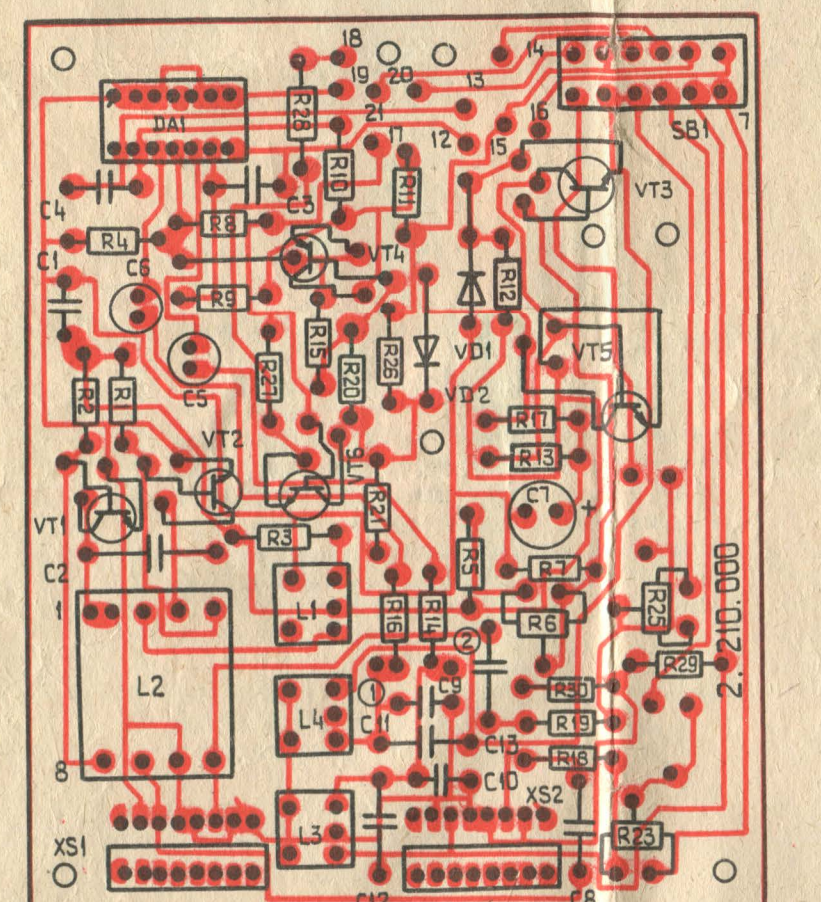 18
14
19
20
13
R28
21
DA1
16
SB1
7
17
12
15
R10
R11
C4
C3
VT3
R8
R4
VT4
C1
C6
R12
R9
R15
VD1
VT5
R20
R26
R27
C5
R2
R1
VD2
R17
VT2
VT6
R13
C7
+
R21
VT1
R3
R5
C2
R7
1
L1
R25
R16
R14
R6
2
R29
2. 210.000
L2
1
C9
R30
L4
C11
R19
C13
R18
8
C10
XS2
L3
R23
XS1
C12
C8